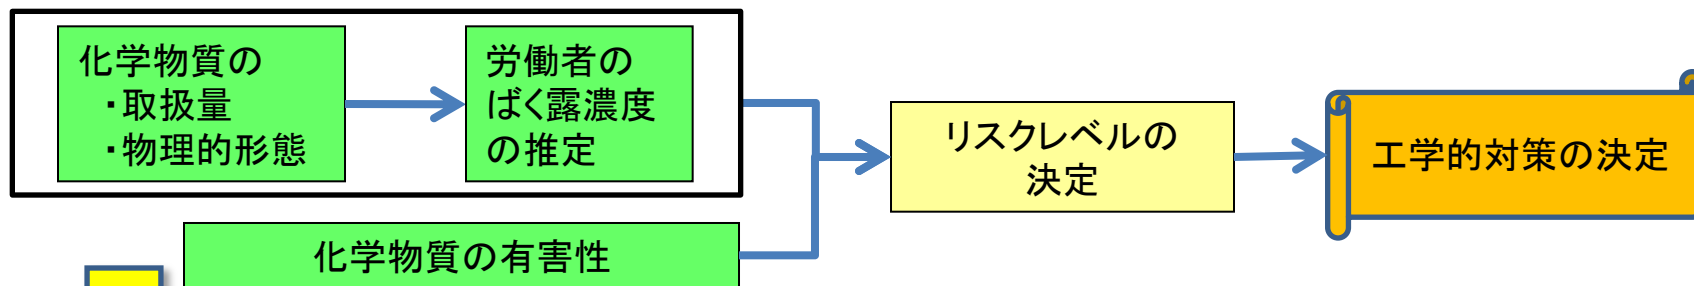 化学物質の
・取扱量
・物理的形態
労働者の
ばく露濃度
の推定
化学物質の有害性
リスクレベルの
決定
工学的対策の決定